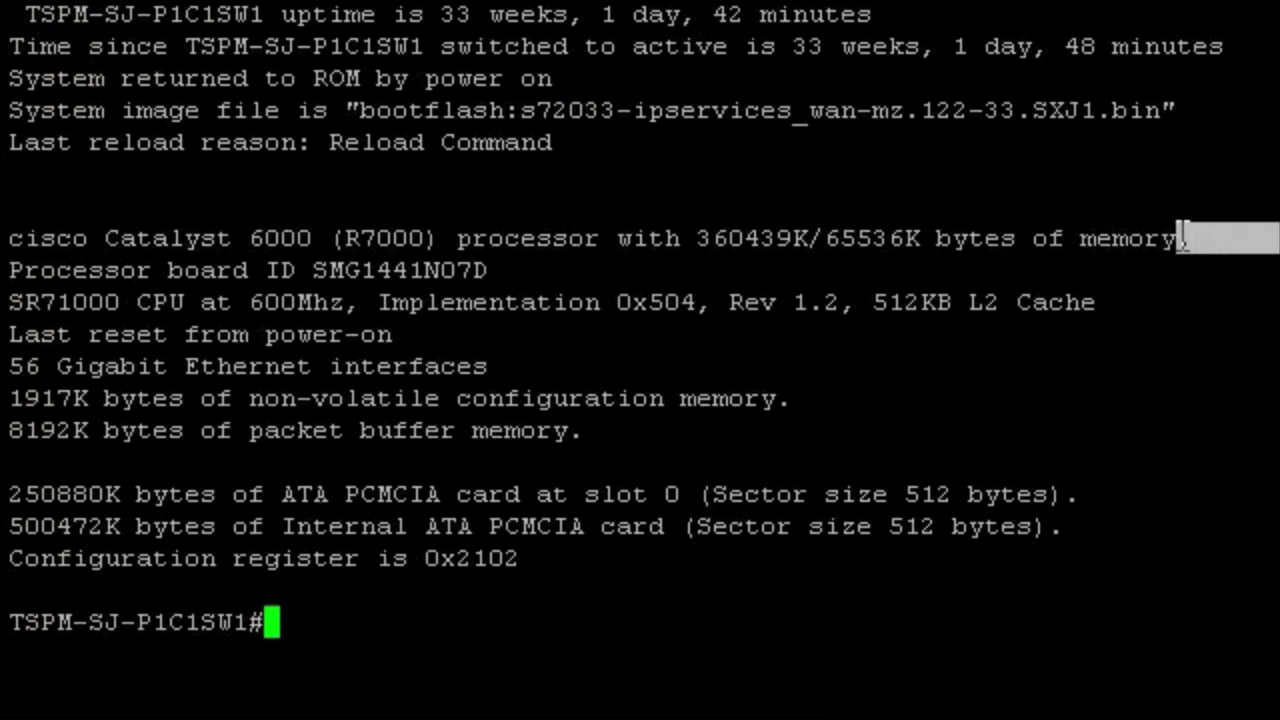 TSPM-SJ-P1C1SW1 uptime is 33 weeks, 1 day, 42 minutes
Time since TSPM-SJ-P1C1SW1 switched to active is 33 weeks, 1 day, 48 minutes
System returned to ROM by power on
System image file is "bootflash:s72033-ipservices_wan-mz.122-33.SXJ1.bin"
Last reload reason: Reload Command
cisco Catalyst 6000 (R7000) processor with 360439K/65536K bytes of memory.
Processor board ID SMG1441N07D
SR71000 CPU at 600Mhz, Implementation 0x504, Rev 1.2, 512KB L2 Cache
Last reset from power-on
56 Gigabit Ethernet interfaces
1917K bytes of non-volatile configuration memory.
8192K bytes of packet buffer memory.
250880K bytes of ATA PCMCIA card at slot 0 (Sector size 512 bytes).
500472K bytes of Internal ATA PCMCIA card (Sector size 512 bytes).
Configuration register is 0x2102
TSPM-SJ-P1C1SW1#